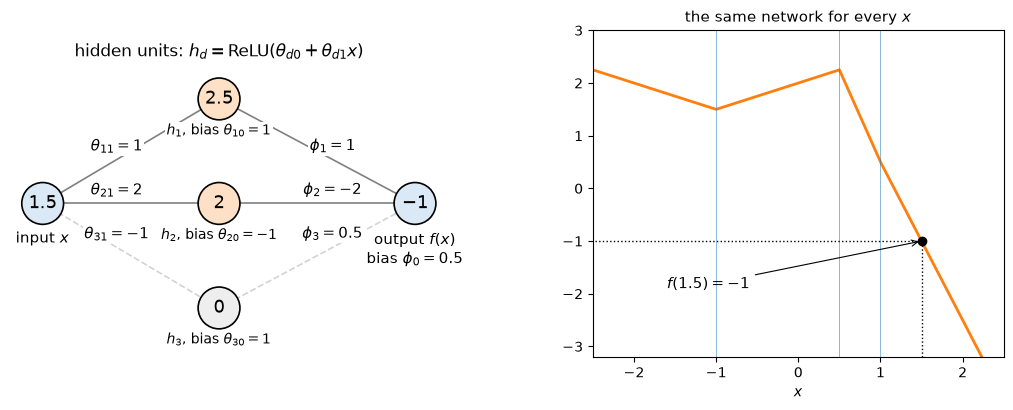 hidden units: h_d = ReLU(θ_d0 + θ_d1 x)
2.5
h₁, bias θ₁₀ = 1
θ₁₁ = 1
ϕ₁ = 1
1.5
input x
θ₂₁ = 2
2
h₂, bias θ₂₀ = −1
ϕ₂ = −2
−1
output f(x)
bias ϕ₀ = 0.5
θ₃₁ = −1
ϕ₃ = 0.5
0
h₃, bias θ₃₀ = 1
the same network for every x
3
2
1
0
−1
−2
−3
f(1.5) = −1
−2
−1
0
1
2
x